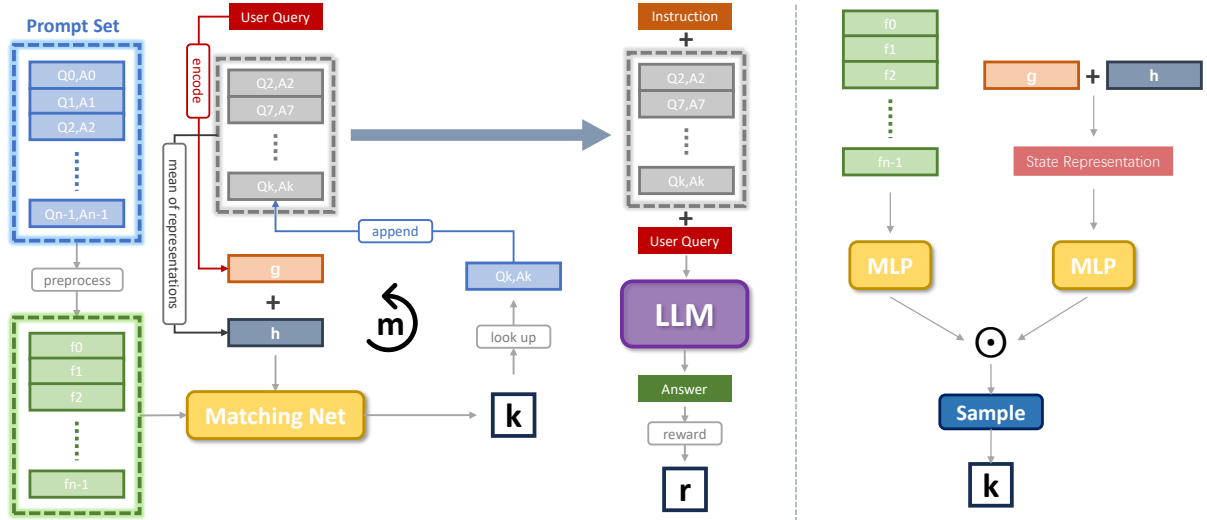 Prompt Set
Q0,A0
Q1,A1
Q2,A2
Qn-1,An-1
preprocess
f0
f1
f2
fn-1
User Query
encode
mean of representations
Q2,A2
Q7,A7
Qk,Ak
append
g
+
h
m
Qk,Ak
look up
Matching Net
k
Instruction
+
Q2,A2
Q7,A7
Qk,Ak
+
User Query
LLM
Answer
reward
r
f0
f1
f2
fn-1
g + h
State Representation
MLP
MLP
Sample
k